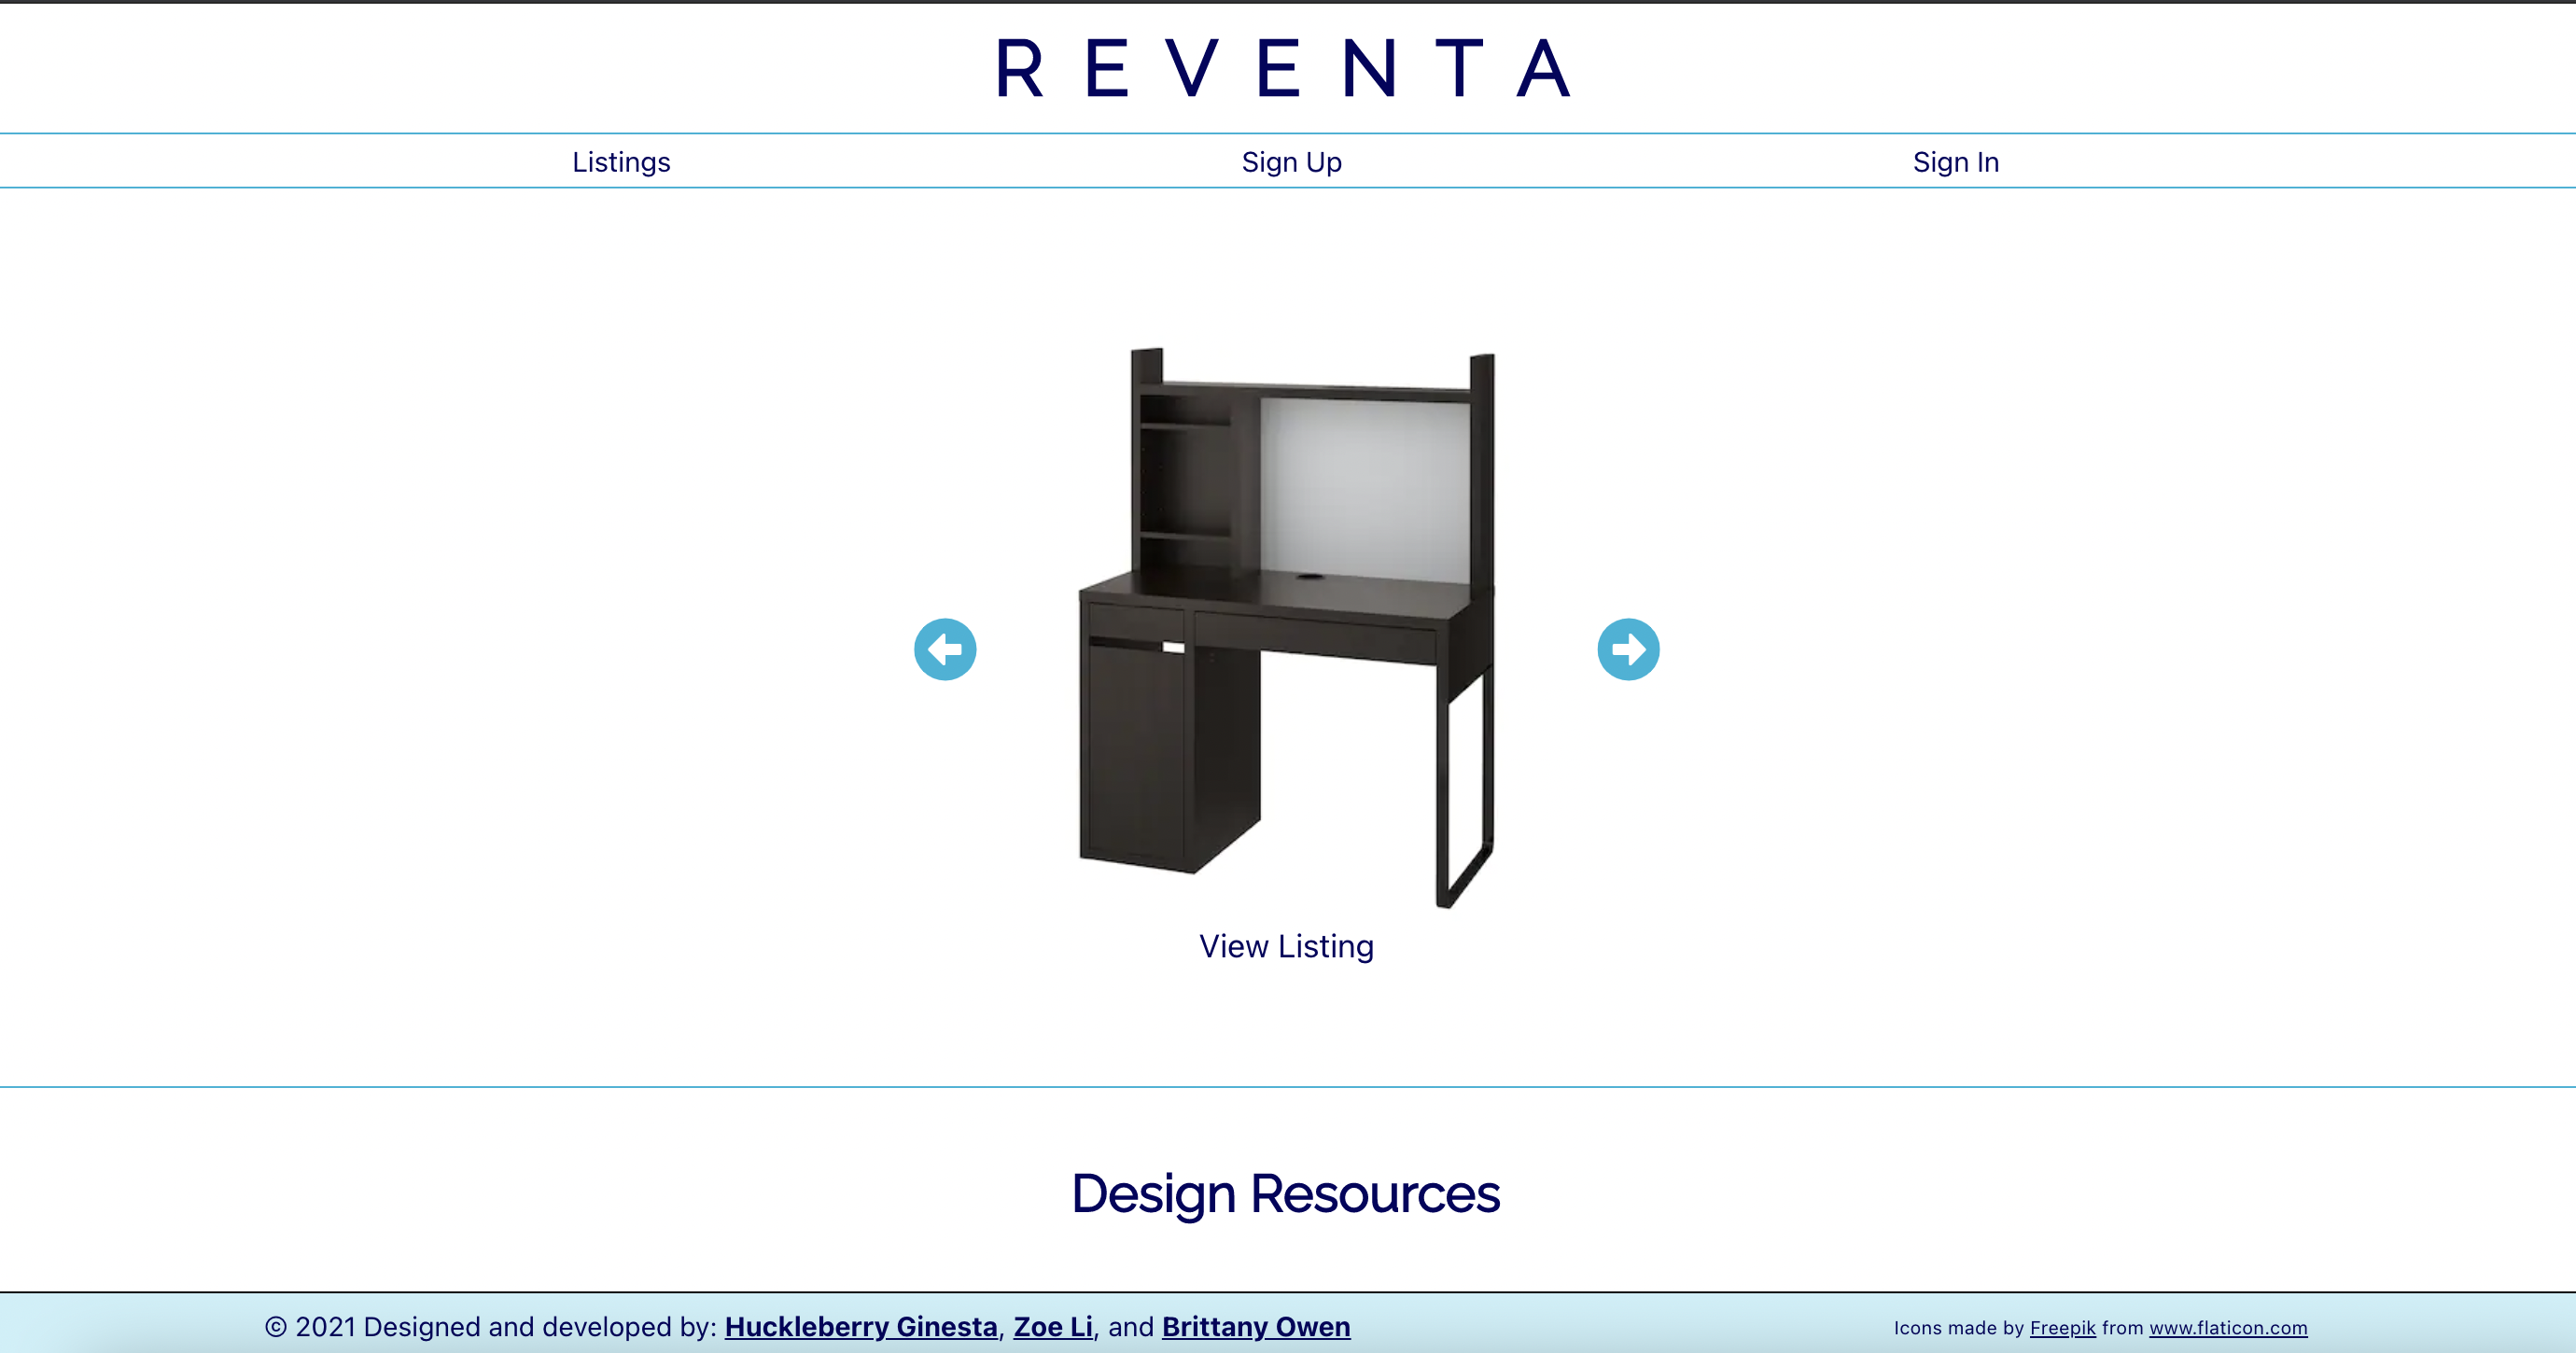 REVENTA
Listings Sign Up Sign In
View Listing
Design Resources
© 2021 Designed and developed by: Huckleberry Ginesta, Zoe Li, and Brittany Owen
Icons made by Freepik from www.flaticon.com